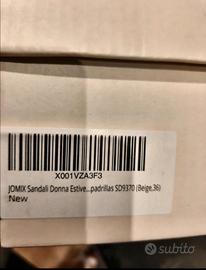 X001VZA3F3
JOMIX Sandali Donna Estive...padrillas SD9370 (Beige,36)
New
subito